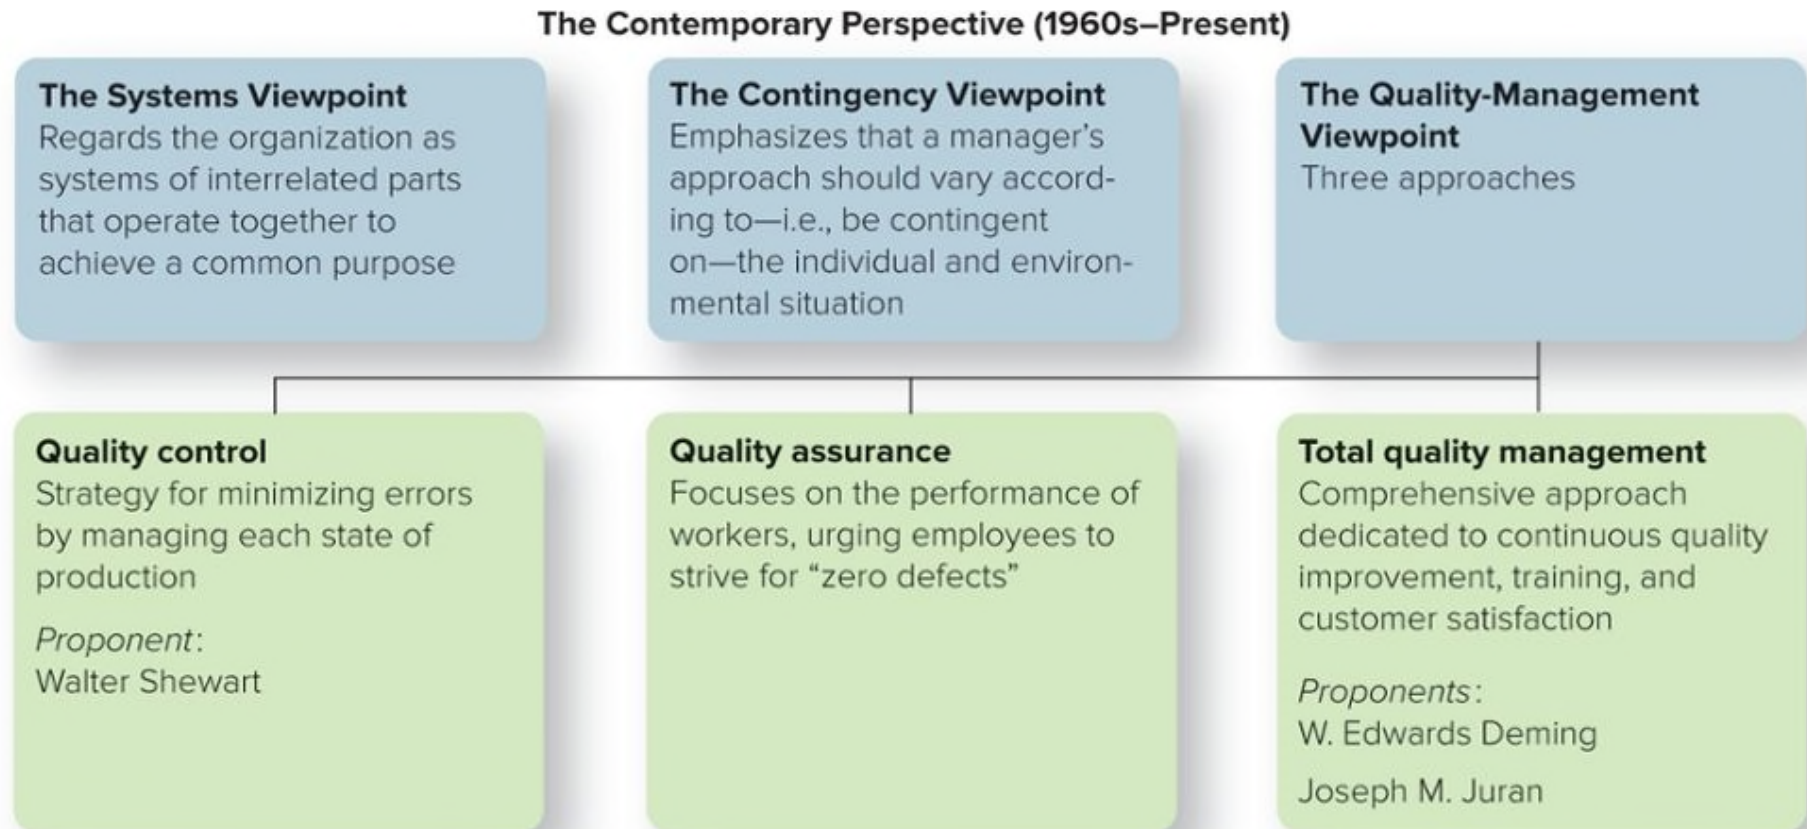 The Contemporary Perspective (1960s–Present)
The Systems Viewpoint
Regards the organization as
systems of interrelated parts
that operate together to
achieve a common purpose
The Contingency Viewpoint
Emphasizes that a manager's
approach should vary accord-
ing to—i.e., be contingent
on—the individual and environ-
mental situation
The Quality-Management
Viewpoint
Three approaches
Quality control
Strategy for minimizing errors
by managing each state of
production
Proponent:
Walter Shewart
Quality assurance
Focuses on the performance of
workers, urging employees to
strive for “zero defects”
Total quality management
Comprehensive approach
dedicated to continuous quality
improvement, training, and
customer satisfaction
Proponents:
W. Edwards Deming
Joseph M. Juran